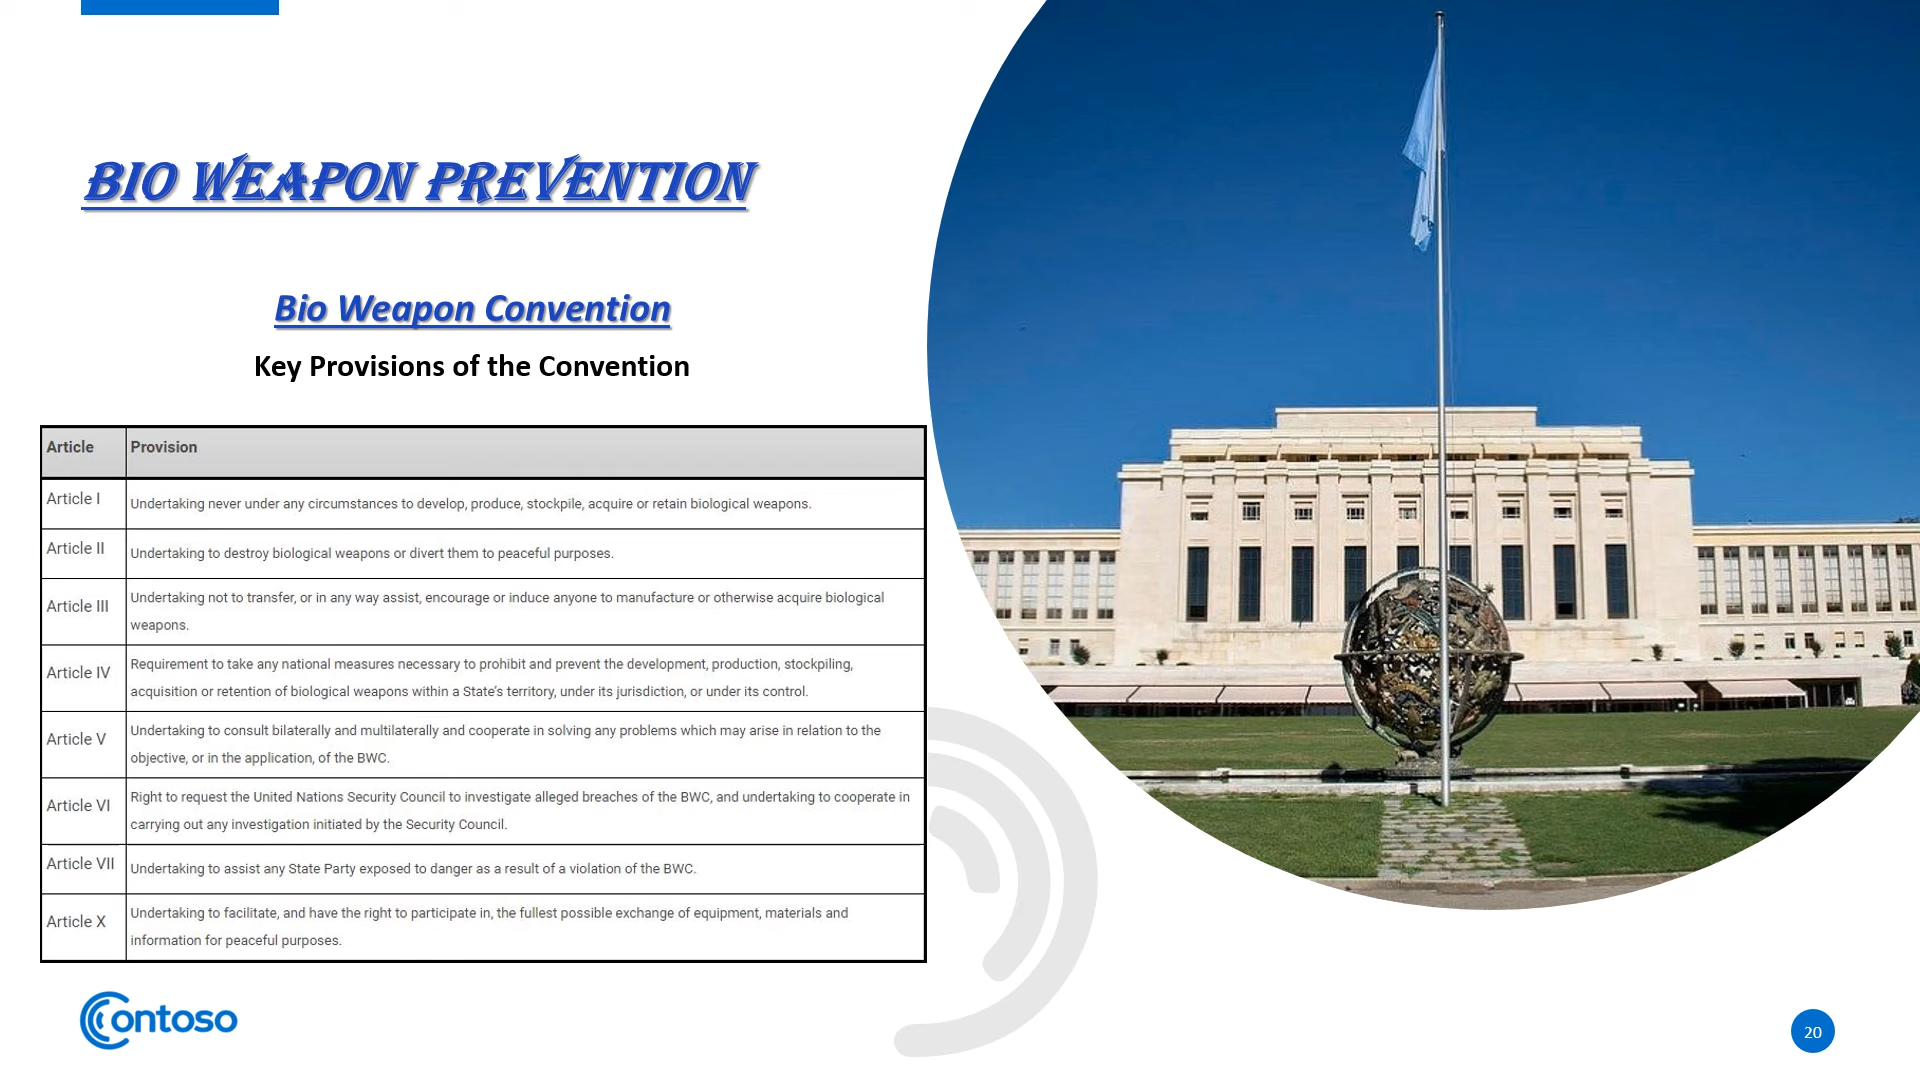 BIO WEAPON PREVENTION
Bio Weapon Convention
Key Provisions of the Convention
Article Provision
Article I Undertaking never under any circumstances to develop, produce, stockpile, acquire or retain biological weapons.
Article II Undertaking to destroy biological weapons or divert them to peaceful purposes.
Article III Undertaking not to transfer, or in any way assist, encourage or induce anyone to manufacture or otherwise acquire biological
weapons.
Article IV Requirement to take any national measures necessary to prohibit and prevent the development, production, stockpiling,
acquisition or retention of biological weapons within a State's territory, under its jurisdiction, or under its control.
Article V Undertaking to consult bilaterally and multilaterally and cooperate in solving any problems which may arise in relation to the
objective, or in the application, of the BWC.
Article VI Right to request the United Nations Security Council to investigate alleged breaches of the BWC, and undertaking to cooperate in
carrying out any investigation initiated by the Security Council.
Article VII Undertaking to assist any State Party exposed to danger as a result of a violation of the BWC.
Article X Undertaking to facilitate, and have the right to participate in, the fullest possible exchange of equipment, materials and
information for peaceful purposes.
Contoso
20